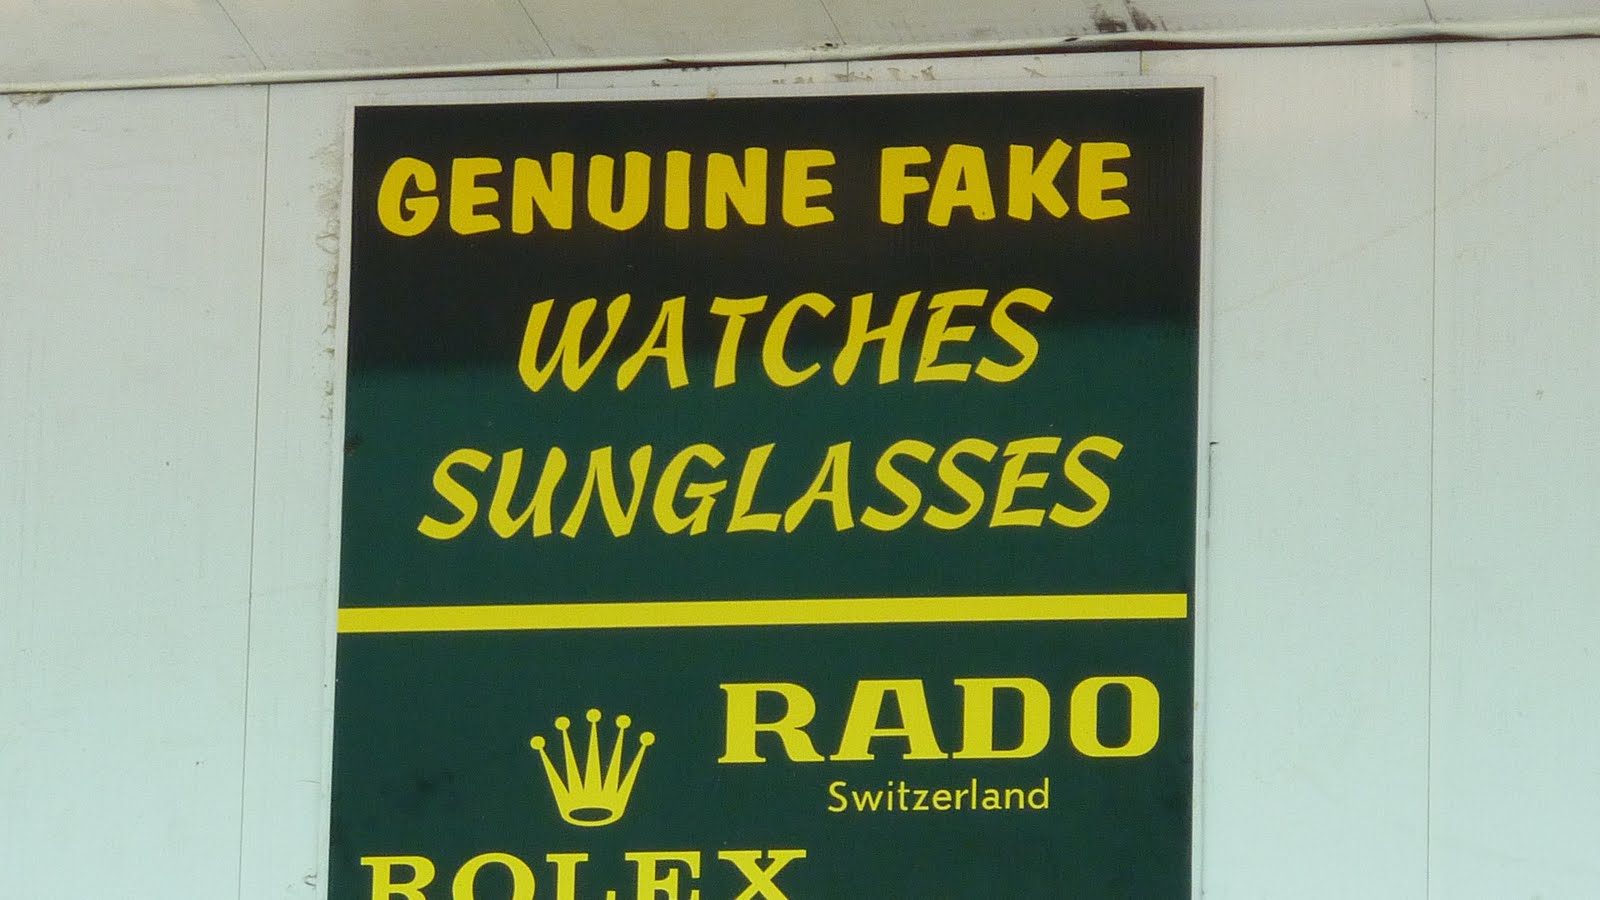 GENUINE FAKE
WATCHES
SUNGLASSES
RADO
Switzerland
ROLEX